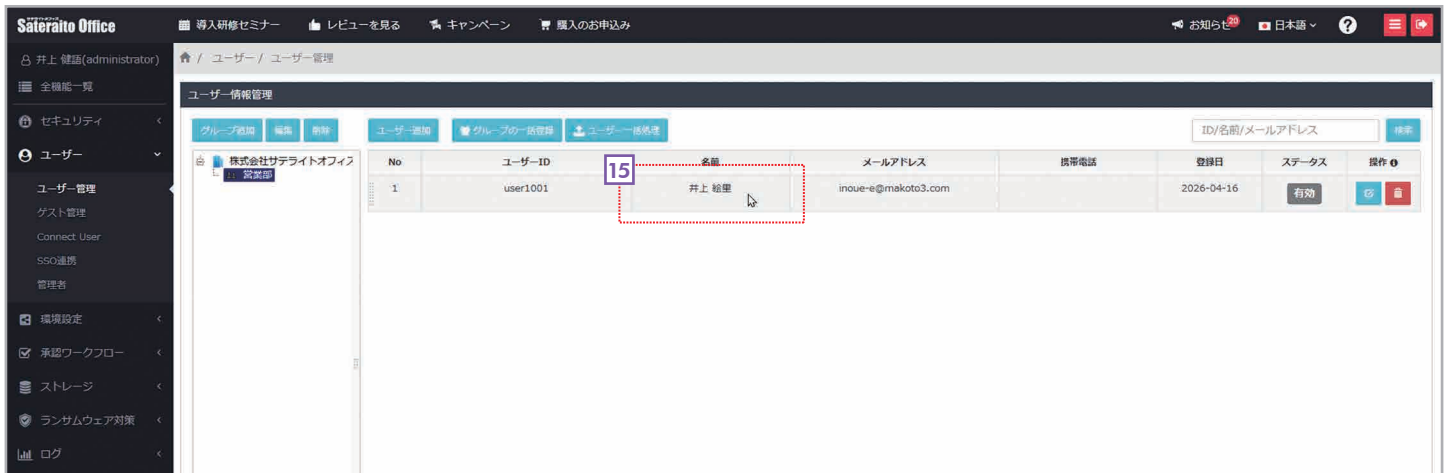 サテライトオフィス
Sateraito Office
導入研修セミナー
レビューを見る
キャンペーン
購入のお申込み
お知らせ 20
日本語
井上 健語(administrator)
全機能一覧
セキュリティ
ユーザー
ユーザー管理
ゲスト管理
Connect User
SSO連携
管理者
環境設定
承認ワークフロー
ストレージ
ランサムウェア対策
ログ
/ ユーザー / ユーザー管理
ユーザー情報管理
グループ追加 編集 削除
ユーザー追加 グループの一括登録 ユーザー一括処理
ID/名前/メールアドレス 検索
株式会社サテライトオフィス
営業部
No ユーザーID 名前 メールアドレス 携帯電話 登録日 ステータス 操作
15
1 user1001 井上 絵里 inoue-e@makoto3.com 2026-04-16 有効